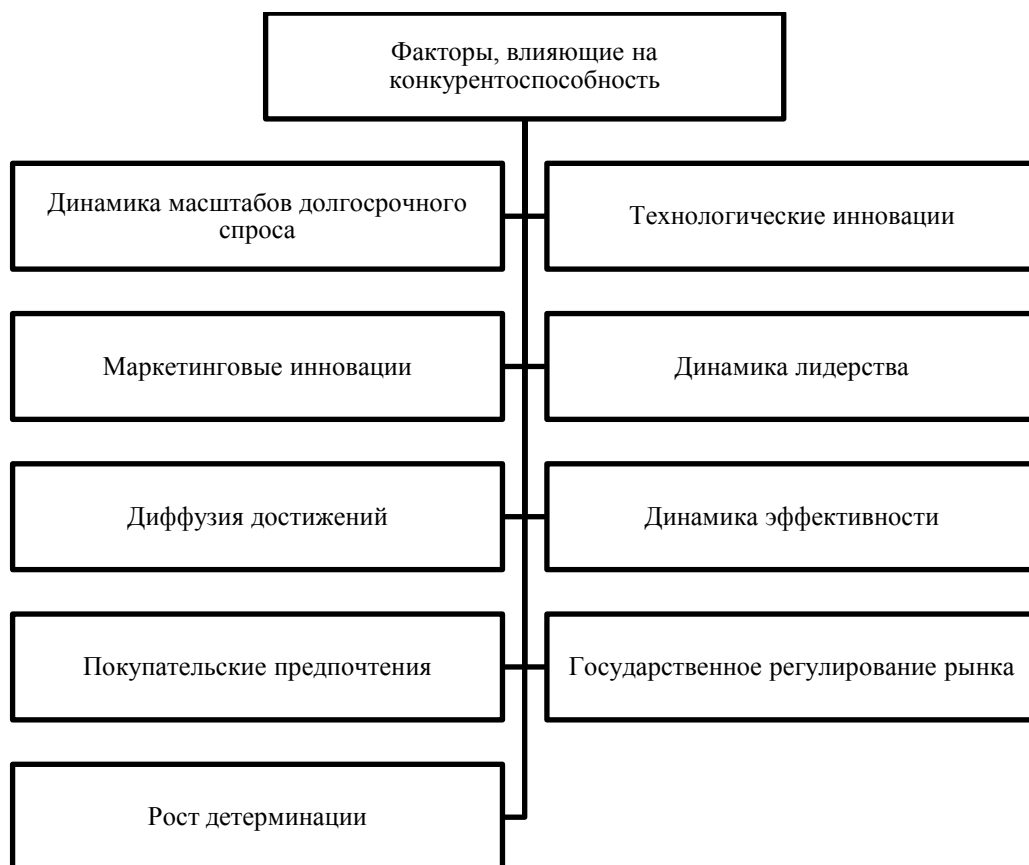 Факторы, влияющие на
конкурентоспособность
Динамика масштабов долгосрочного
спроса
Технологические инновации
Маркетинговые инновации
Динамика лидерства
Диффузия достижений
Динамика эффективности
Покупательские предпочтения
Государственное регулирование рынка
Рост детерминации